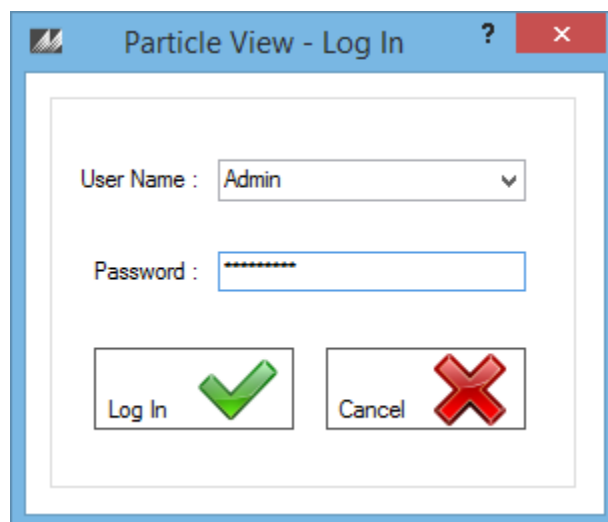 Particle View - Log In ?
User Name : Admin
Password : *********
Log In Cancel